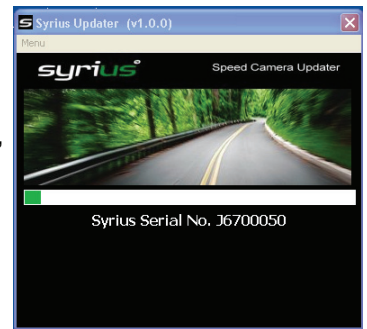 Syrius Updater (v1.0.0)
Menu
syrius
Speed Camera Updater
Syrius Serial No. J6700050